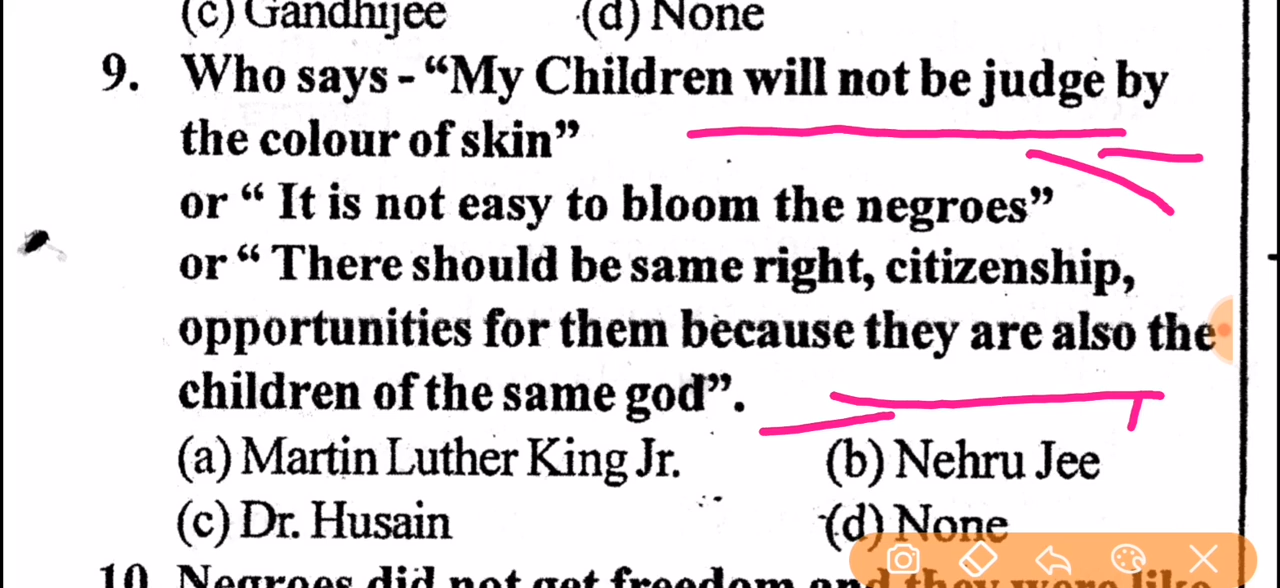 (c) Gandhijee (d) None
9. Who says - “My Children will not be judge by
the colour of skin”
or “ It is not easy to bloom the negroes”
or “ There should be same right, citizenship,
opportunities for them because they are also the
children of the same god”.
(a) Martin Luther King Jr. (b) Nehru Jee
(c) Dr. Husain (d) None
10 Negroes did not get freedom and they were like